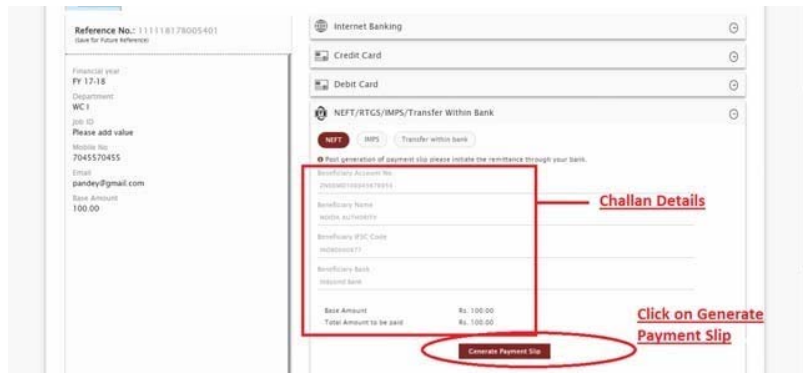 Reference No.: 111118178005401
(Save for Future Reference)
Financial year
FY 17-18
Department
WC I
Job ID
Please add value
Mobile No
7045570455
Email
pandey@gmail.com
Base Amount
100.00
Internet Banking
Credit Card
Debit Card
NEFT/RTGS/IMPS/Transfer Within Bank
NEFT
IMPS
Transfer within bank
Post generation of payment slip please initiate the remittance through your bank.
Beneficiary Account No.
Beneficiary Name
NOIDA AUTHORITY
Beneficiary IFSC Code
Beneficiary Bank
Indusind Bank
Base Amount Rs. 100.00
Total Amount to be paid Rs. 100.00
Generate Payment Slip
Challan Details
Click on Generate
Payment Slip